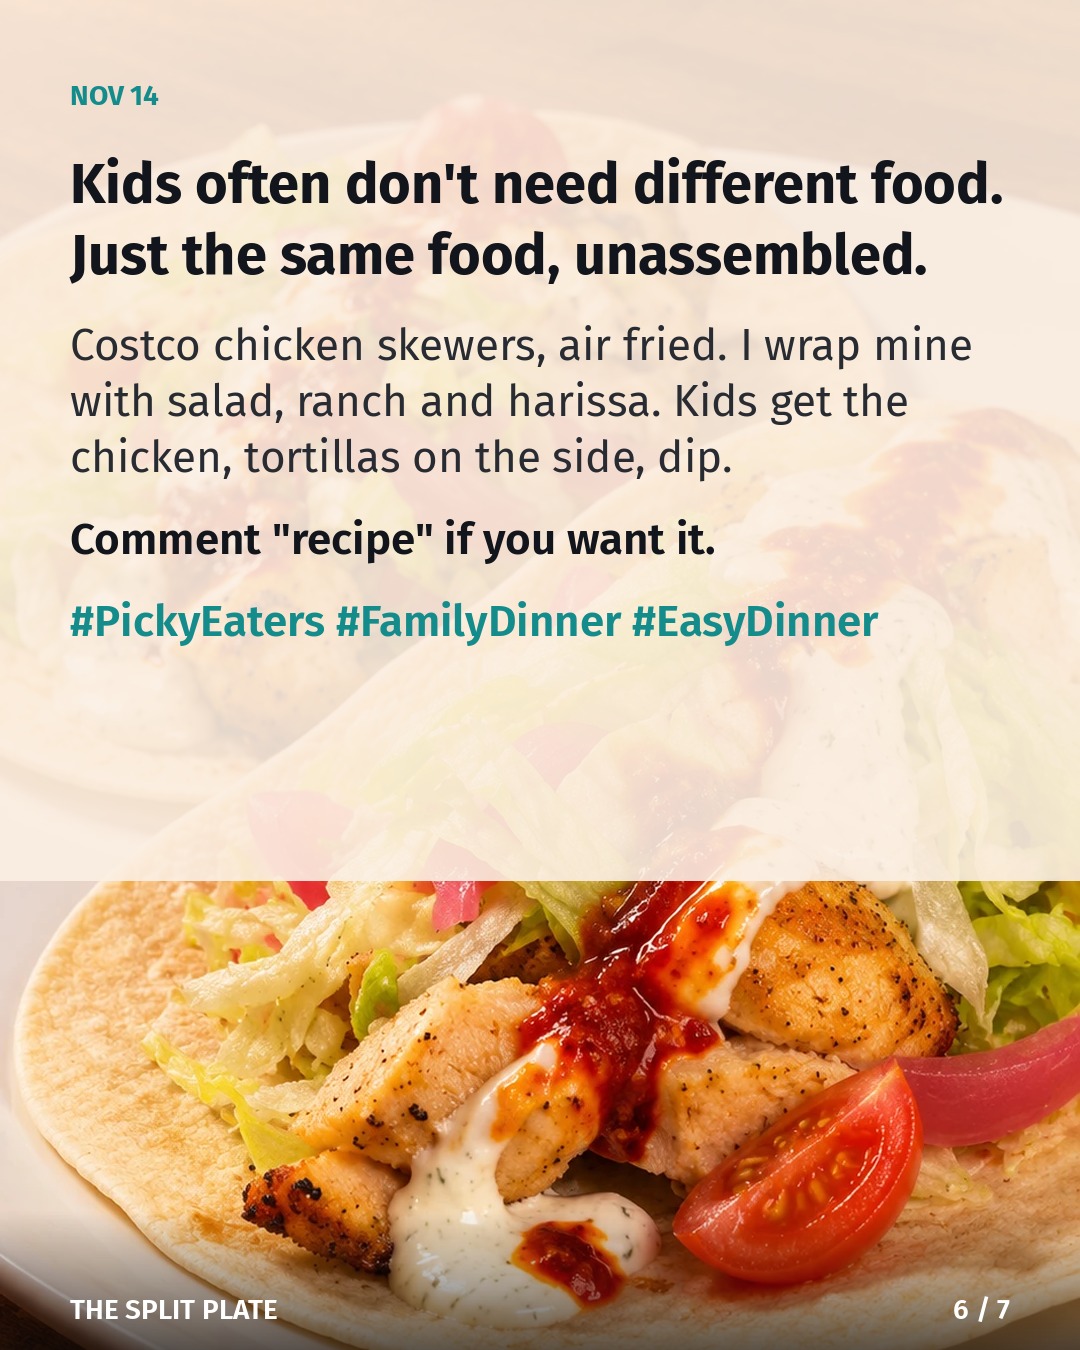 NOV 14
Kids often don't need different food.
Just the same food, unassembled.
Costco chicken skewers, air fried. I wrap mine
with salad, ranch and harissa. Kids get the
chicken, tortillas on the side, dip.
Comment "recipe" if you want it.
#PickyEaters #FamilyDinner #EasyDinner
THE SPLIT PLATE
6 / 7